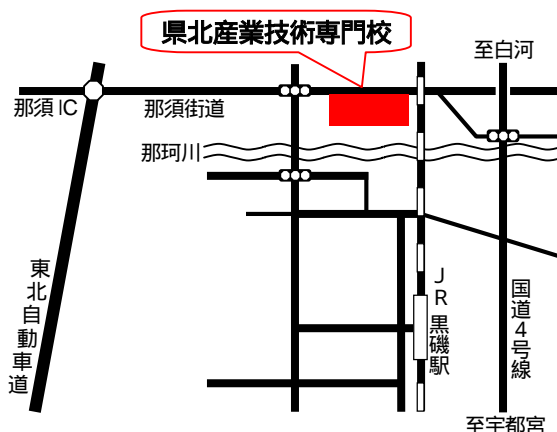 県北産業技術専門校
至白河
那須IC
那須街道
那珂川
東北自動車道
JR黒磯駅
国道4号線
至宇都宮